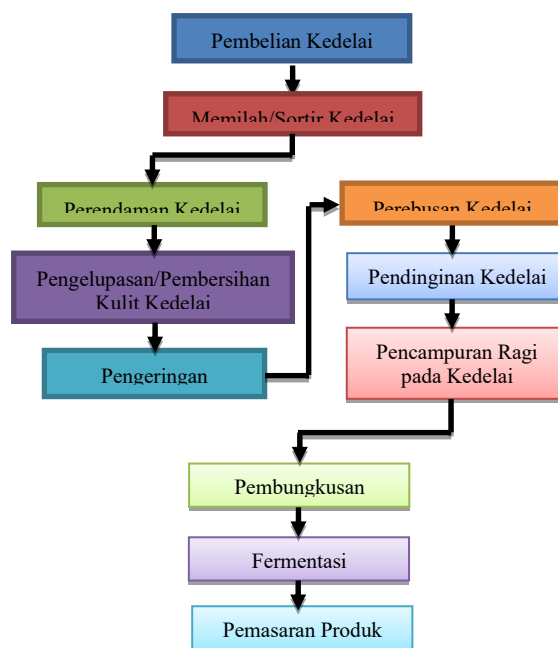 Pembelian Kedelai
Memilah/Sortir Kedelai
Perendaman Kedelai
Pengelupasan/Pembersihan
Kulit Kedelai
Pengeringan
Perebusan Kedelai
Pendinginan Kedelai
Pencampuran Ragi
pada Kedelai
Pembungkusan
Fermentasi
Pemasaran Produk